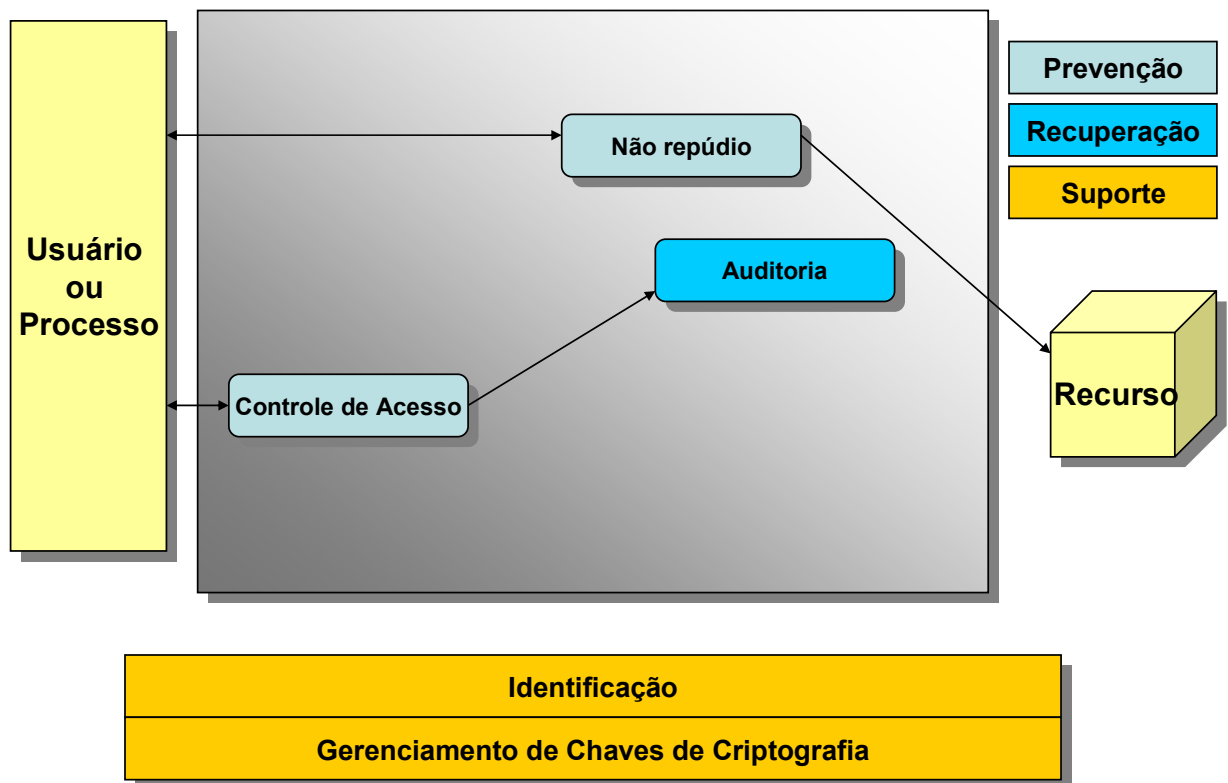 Usuário
ou
Processo
Não repúdio
Auditoria
Controle de Acesso
Prevenção
Recuperação
Suporte
Recurso
Identificação
Gerenciamento de Chaves de Criptografia